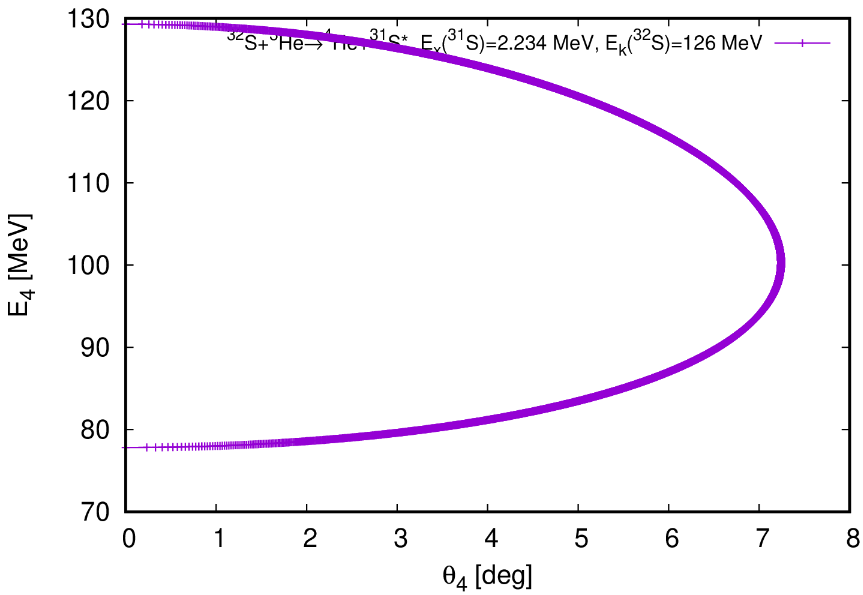 130
120
110
100
90
80
70
E₄ [MeV]
³²S+³He→⁴He+³¹S* Eₓ(³¹S)=2.234 MeV, Eₖ(³²S)=126 MeV
0 1 2 3 4 5 6 7 8
θ₄ [deg]